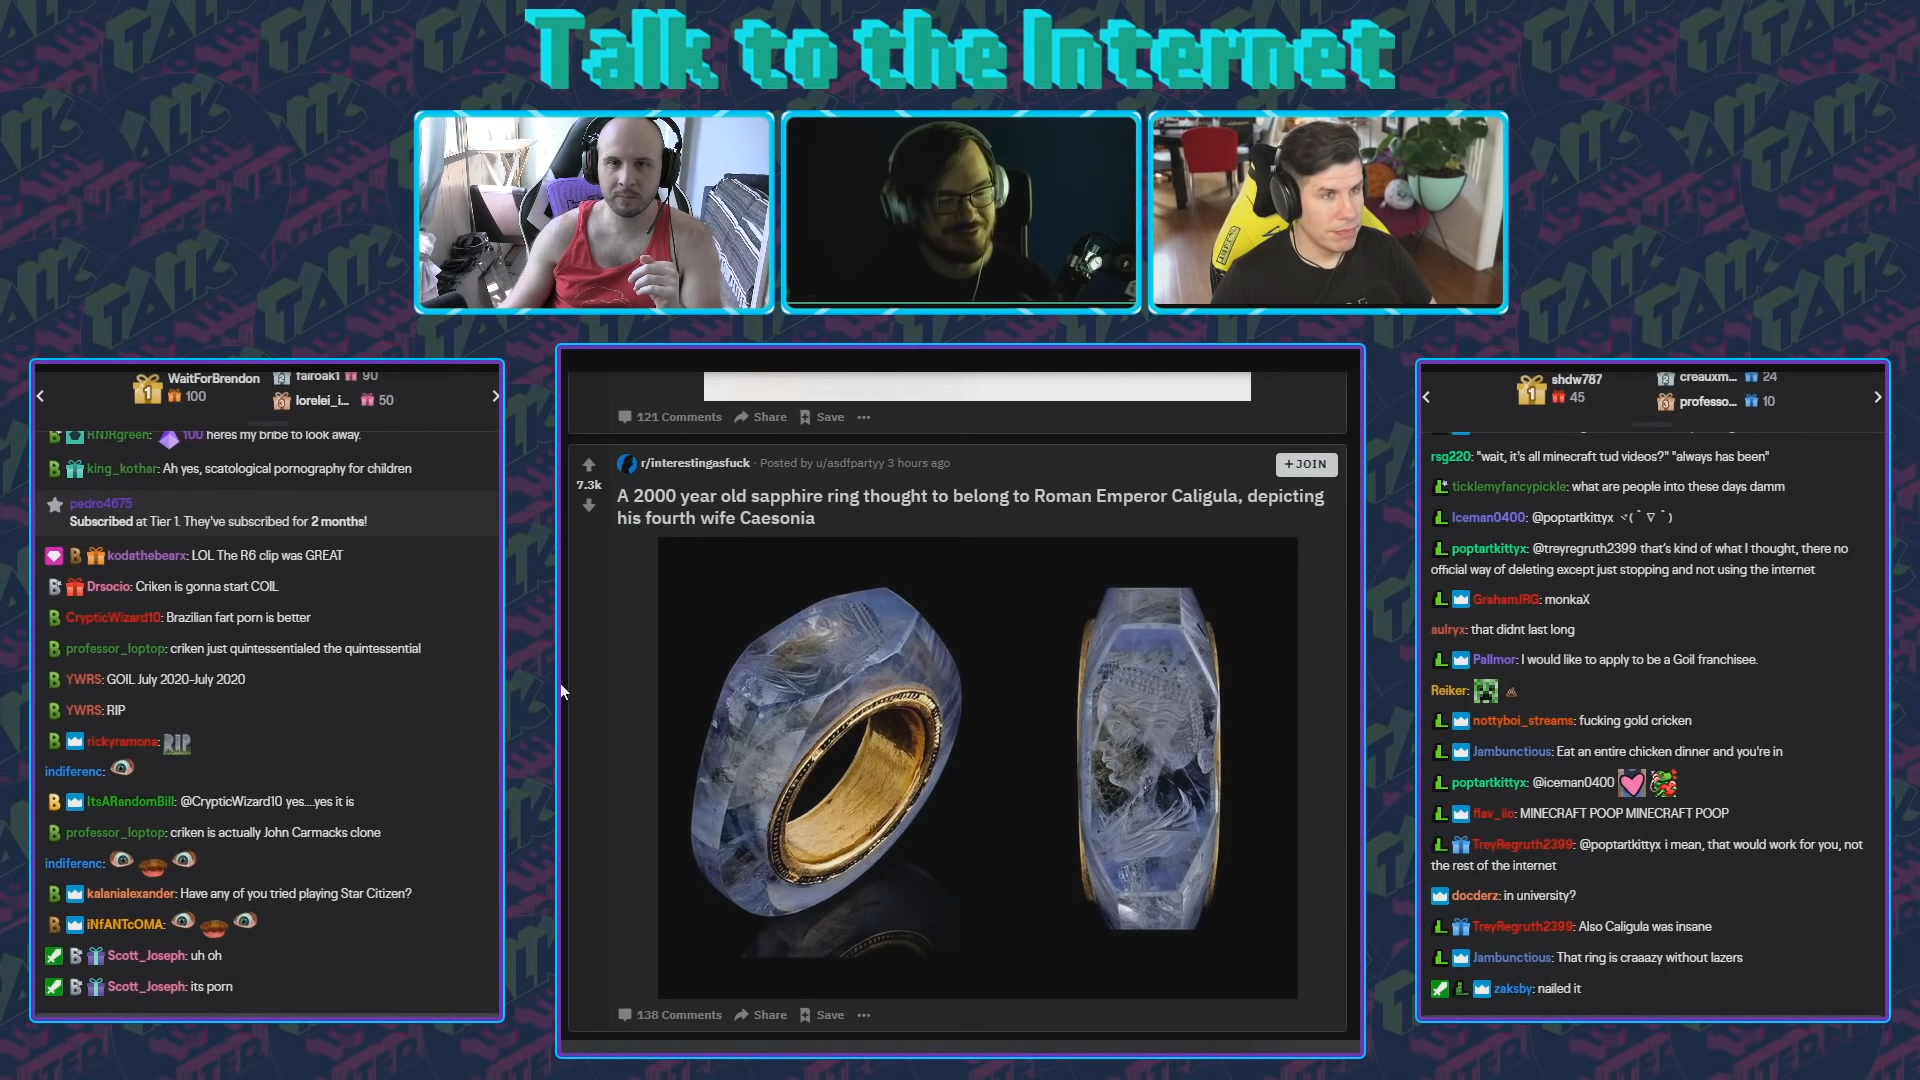 Talk to the Internet
WaitForBrendon
100
fairoak1 90
lorelei_i... 50
RNJRgreen: 100 heres my bribe to look away.
king_kothar: Ah yes, scatological pornography for children
pedro4675
Subscribed at Tier 1. They've subscribed for 2 months!
kodathebearx: LOL The R6 clip was GREAT
Drsocio: Criken is gonna start COIL
CrypticWizard10: Brazilian fart porn is better
professor_loptop: criken just quintessentialed the quintessential
YWRS: GOIL July 2020-July 2020
YWRS: RIP
rickyramona: RIP
indiferenc:
ItsARandomBill: @CrypticWizard10 yes....yes it is
professor_loptop: criken is actually John Carmacks clone
indiferenc:
kalanialexander: Have any of you tried playing Star Citizen?
iNfANTcOMA:
Scott_Joseph: uh oh
Scott_Joseph: its porn
121 Comments Share Save
r/interestingasfuck · Posted by u/asdfpartyy 3 hours ago
+ JOIN
7.3k
A 2000 year old sapphire ring thought to belong to Roman Emperor Caligula, depicting
his fourth wife Caesonia
138 Comments Share Save
shdw787
45
creauxm... 24
professo... 10
rsg220: "wait, it's all minecraft tud videos?" "always has been"
ticklemyfancypickle: what are people into these days damm
Iceman0400: @poptartkittyx ヾ(＾∇＾)
poptartkittyx: @treyregruth2399 that's kind of what I thought, there no
official way of deleting except just stopping and not using the internet
GrahamJRG: monkaX
aulryx: that didnt last long
Pallmor: I would like to apply to be a Goil franchisee.
Reiker:
nottyboi_streams: fucking gold cricken
Jambunctious: Eat an entire chicken dinner and you're in
poptartkittyx: @iceman0400
flav_lio: MINECRAFT POOP MINECRAFT POOP
TreyRegruth2399: @poptartkittyx i mean, that would work for you, not
the rest of the internet
docderz: in university?
TreyRegruth2399: Also Caligula was insane
Jambunctious: That ring is craaazy without lazers
zaksby: nailed it